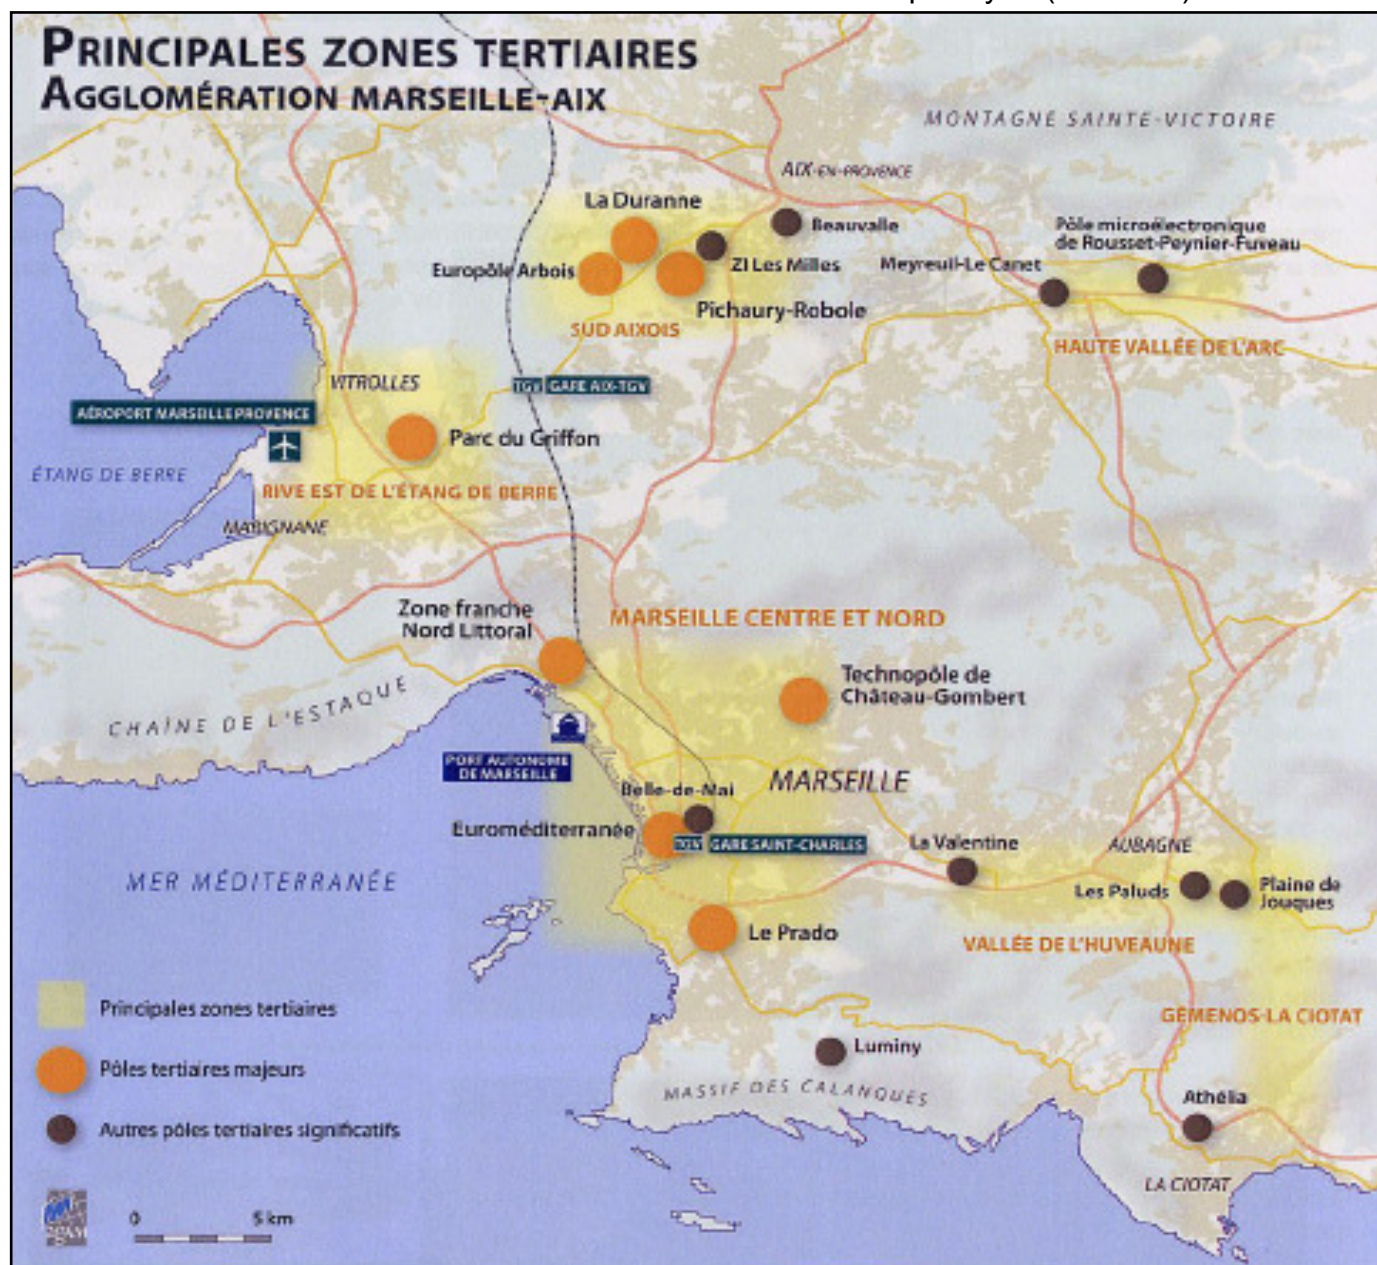 PRINCIPALES ZONES TERTIAIRES
AGGLOMÉRATION MARSEILLE-AIX
MONTAGNE SAINTE-VICTOIRE
AIX-EN-PROVENCE
La Duranne
Beauvalle
Pôle microélectronique
de Rousset-Peynier-Fuveau
Europôle Arbois
ZI Les Milles
Meyreuil-Le Canet
Pichaury-Robole
SUD AIXOIS
HAUTE VALLÉE DE L'ARC
VITROLLES
TGV GARE AIX-TGV
AÉROPORT MARSEILLE PROVENCE
Parc du Griffon
ÉTANG DE BERRE
RIVE EST DE L'ÉTANG DE BERRE
MARIGNANE
Zone franche
Nord Littoral
MARSEILLE CENTRE ET NORD
Technopôle de
Château-Gombert
CHAÎNE DE L'ESTAQUE
PORT AUTONOME
DE MARSEILLE
Belle-de-Mai
MARSEILLE
Euroméditerranée
TGV GARE SAINT-CHARLES
La Valentine
AUBAGNE
MER MÉDITERRANÉE
Les Paluds
Plaine de
Jouques
Le Prado
VALLÉE DE L'HUVEAUNE
Principales zones tertiaires
GÉMENOS-LA CIOTAT
Luminy
Pôles tertiaires majeurs
MASSIF DES CALANQUES
Athélia
Autres pôles tertiaires significatifs
LA CIOTAT
0 5 km